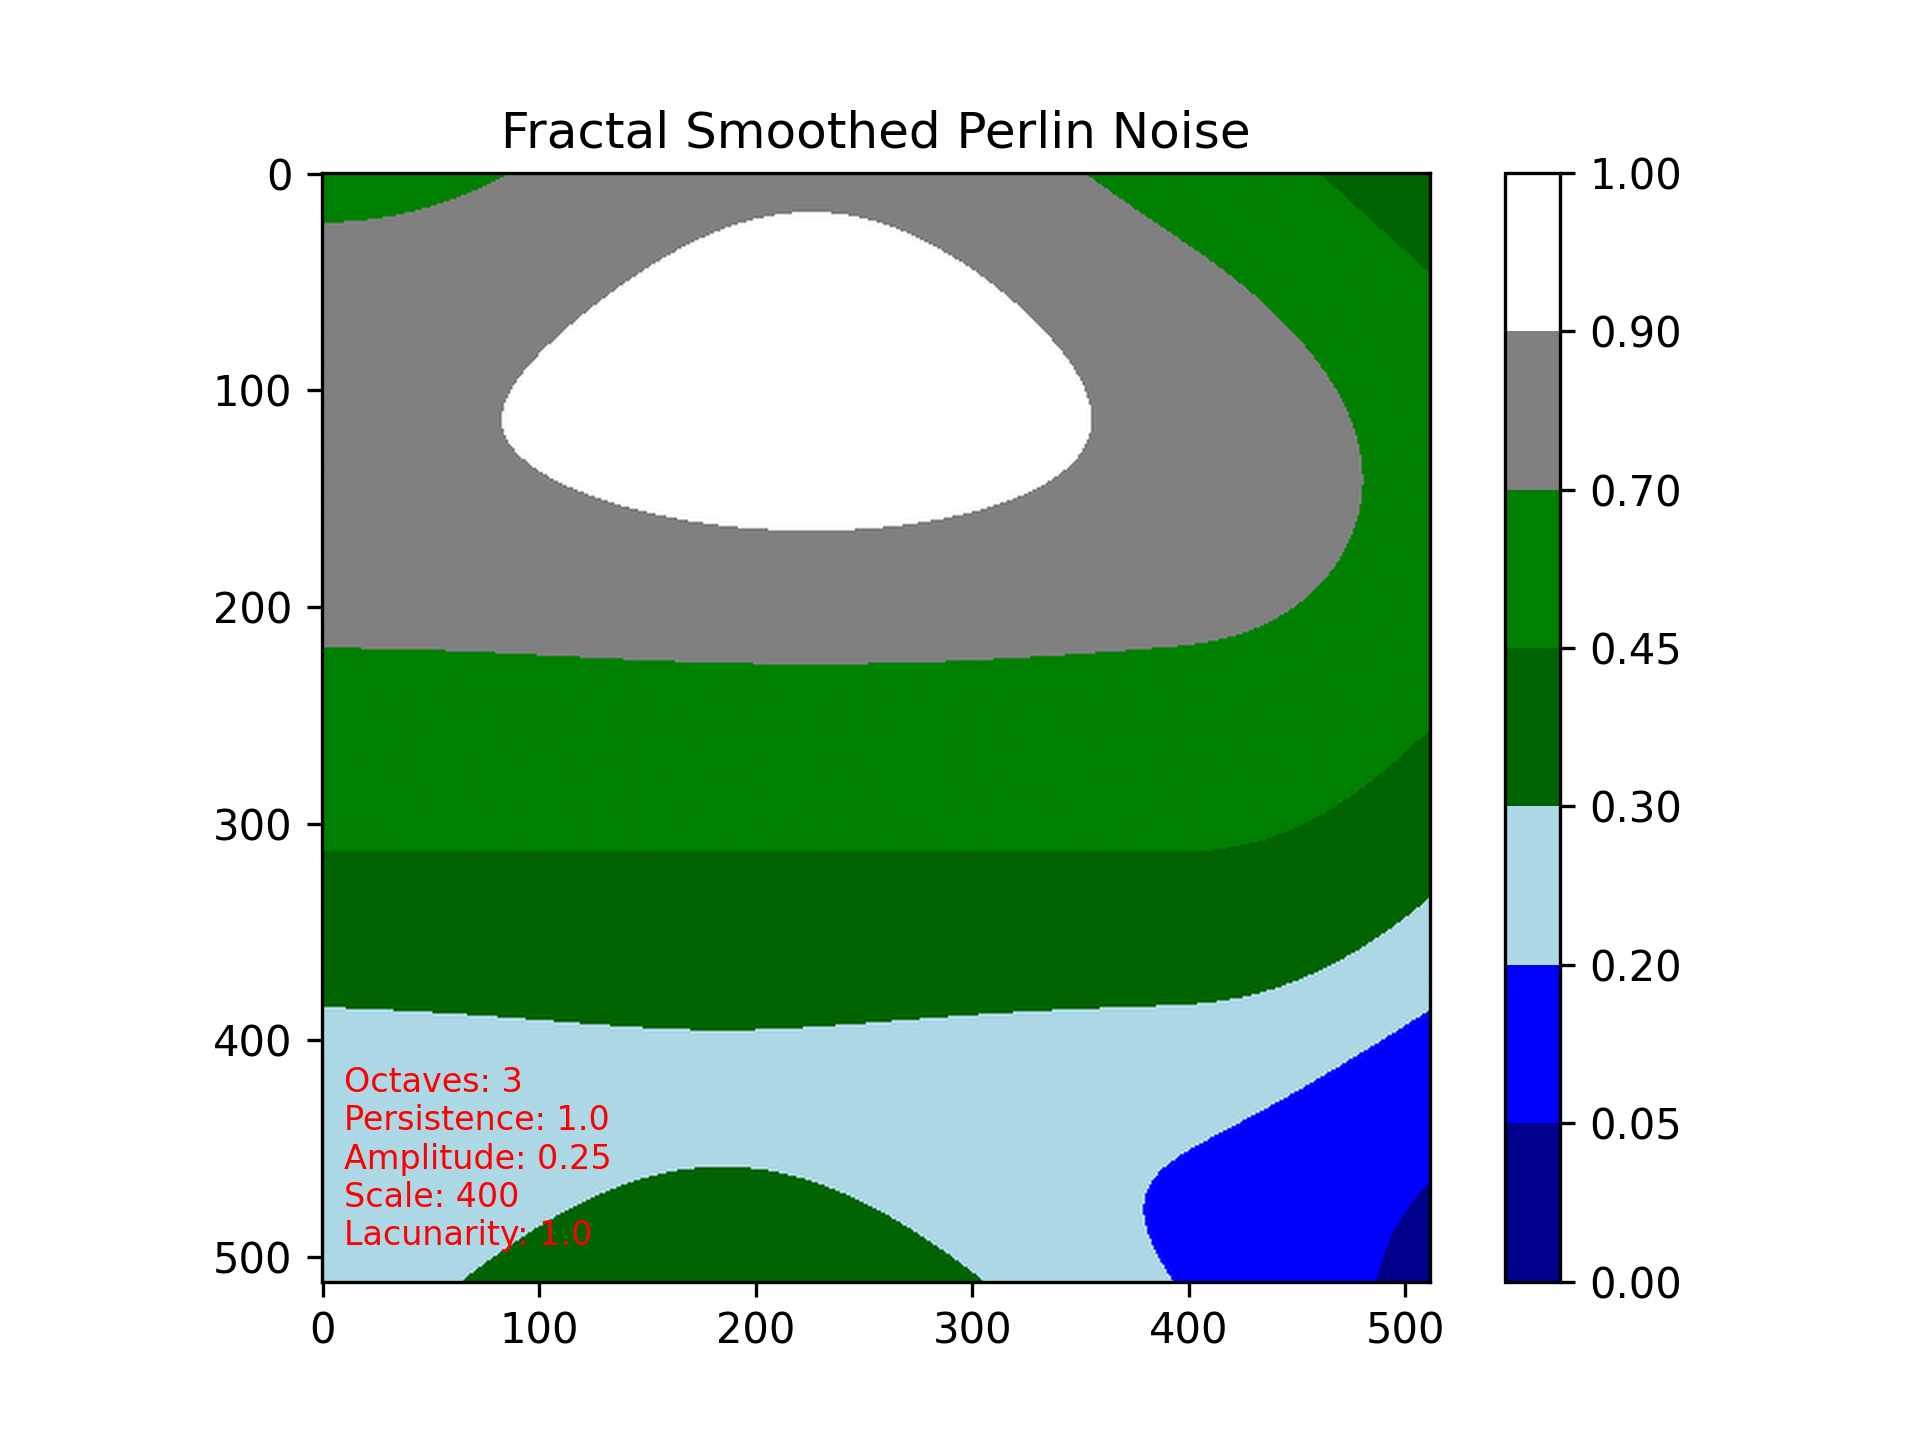 Fractal Smoothed Perlin Noise
0
100
200
300
400
500
Octaves: 3
Persistence: 1.0
Amplitude: 0.25
Scale: 400
Lacunarity: 1.0
0 100 200 300 400 500
1.00
0.90
0.70
0.45
0.30
0.20
0.05
0.00